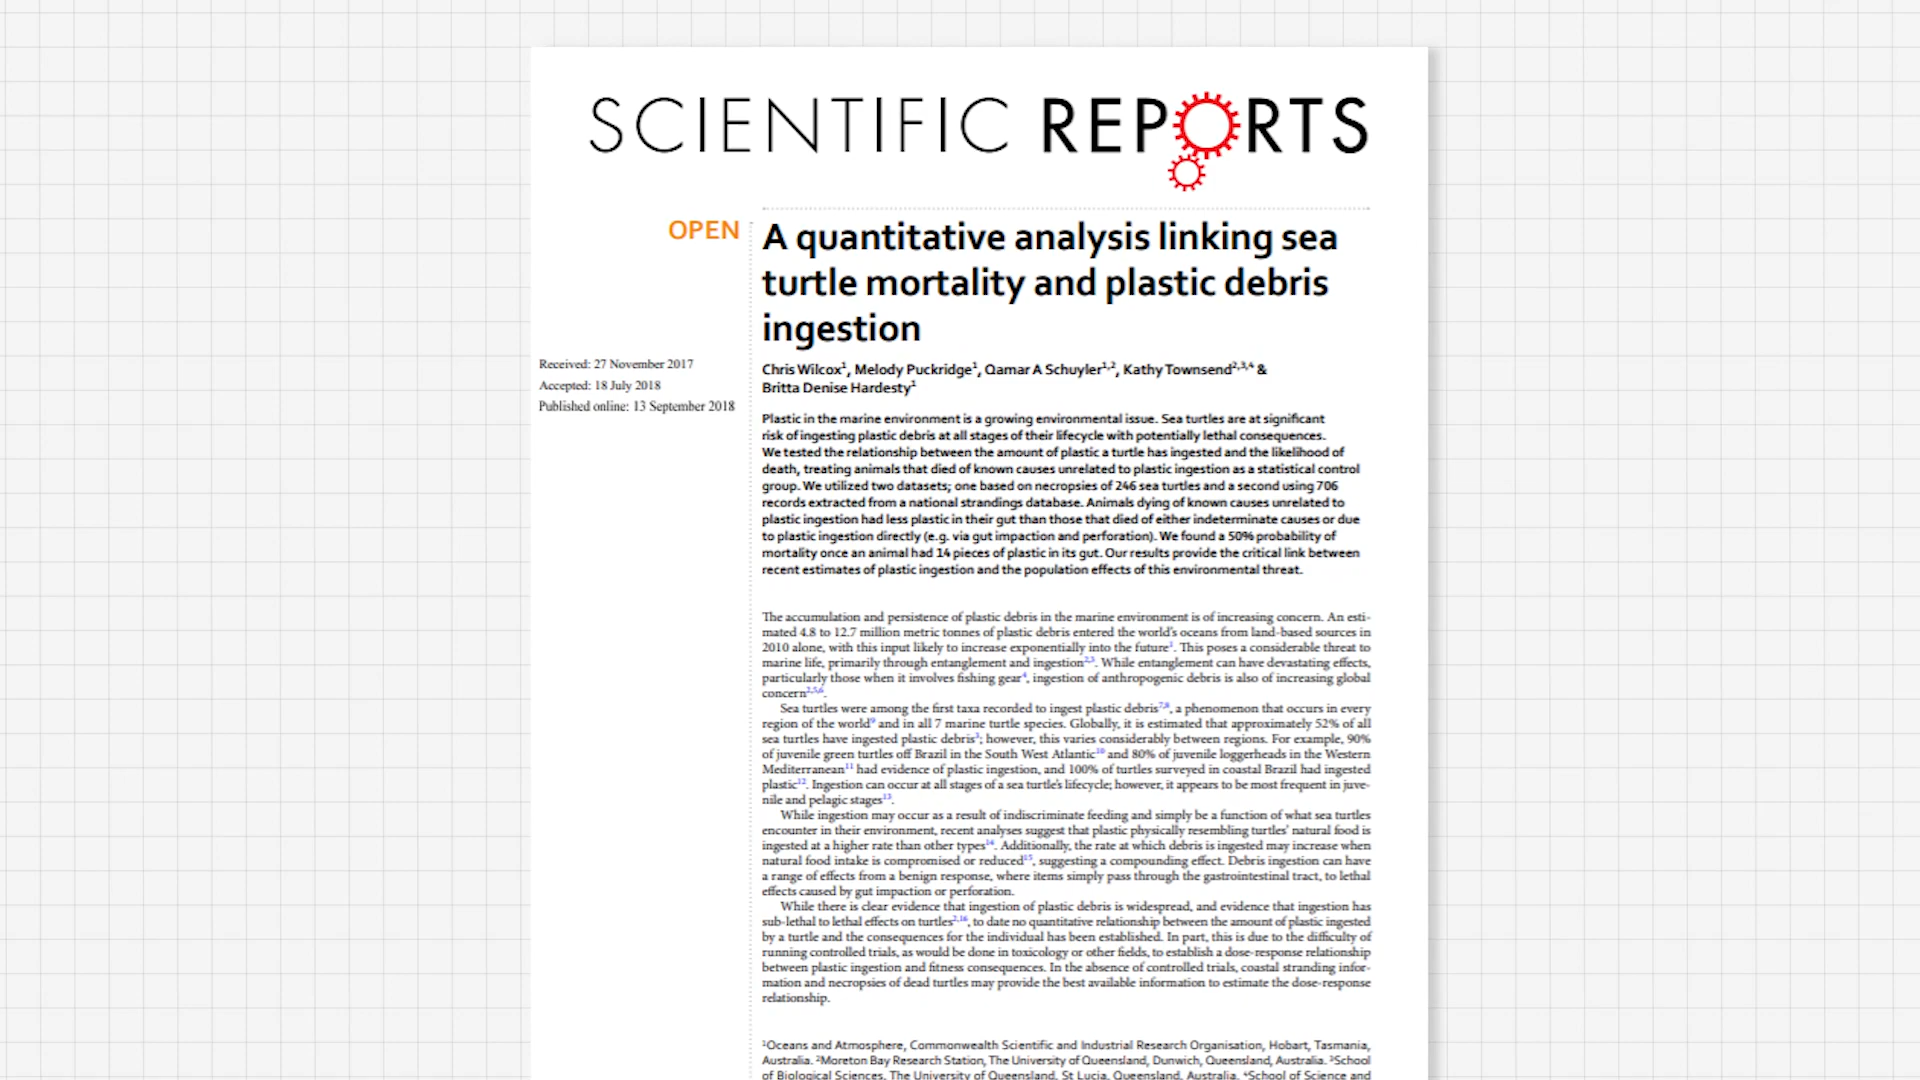 SCIENTIFIC REPORTS
OPEN
A quantitative analysis linking sea
turtle mortality and plastic debris
ingestion
Received: 27 November 2017
Accepted: 18 July 2018
Published online: 13 September 2018
Chris Wilcox1, Melody Puckridge1, Qamar A Schuyler1,2, Kathy Townsend2,3,4 &
Britta Denise Hardesty1
Plastic in the marine environment is a growing environmental issue. Sea turtles are at significant
risk of ingesting plastic debris at all stages of their lifecycle with potentially lethal consequences.
We tested the relationship between the amount of plastic a turtle has ingested and the likelihood of
death, treating animals that died of known causes unrelated to plastic ingestion as a statistical control
group. We utilized two datasets; one based on necropsies of 246 sea turtles and a second using 706
records extracted from a national strandings database. Animals dying of known causes unrelated to
plastic ingestion had less plastic in their gut than those that died of either indeterminate causes or due
to plastic ingestion directly (e.g. via gut impaction and perforation). We found a 50% probability of
mortality once an animal had 14 pieces of plastic in its gut. Our results provide the critical link between
recent estimates of plastic ingestion and the population effects of this environmental threat.
The accumulation and persistence of plastic debris in the marine environment is of increasing concern. An esti-
mated 4.8 to 12.7 million metric tonnes of plastic debris entered the world's oceans from land-based sources in
2010 alone, with this input likely to increase exponentially into the future1. This poses a considerable threat to
marine life, primarily through entanglement and ingestion2,3. While entanglement can have devastating effects,
particularly those when it involves fishing gear4, ingestion of anthropogenic debris is also of increasing global
concern2,5,6.
Sea turtles were among the first taxa recorded to ingest plastic debris7,8, a phenomenon that occurs in every
region of the world9 and in all 7 marine turtle species. Globally, it is estimated that approximately 52% of all
sea turtles have ingested plastic debris3; however, this varies considerably between regions. For example, 90%
of juvenile green turtles off Brazil in the South West Atlantic10 and 80% of juvenile loggerheads in the Western
Mediterranean11 had evidence of plastic ingestion, and 100% of turtles surveyed in coastal Brazil had ingested
plastic12. Ingestion can occur at all stages of a sea turtle's lifecycle; however, it appears to be most frequent in juve-
nile and pelagic stages13.
While ingestion may occur as a result of indiscriminate feeding and simply be a function of what sea turtles
encounter in their environment, recent analyses suggest that plastic physically resembling turtles' natural food is
ingested at a higher rate than other types14. Additionally, the rate at which debris is ingested may increase when
natural food intake is compromised or reduced15, suggesting a compounding effect. Debris ingestion can have
a range of effects from a benign response, where items simply pass through the gastrointestinal tract, to lethal
effects caused by gut impaction or perforation.
While there is clear evidence that ingestion of plastic debris is widespread, and evidence that ingestion has
sub-lethal to lethal effects on turtles2,16, to date no quantitative relationship between the amount of plastic ingested
by a turtle and the consequences for the individual has been established. In part, this is due to the difficulty of
running controlled trials, as would be done in toxicology or other fields, to establish a dose-response relationship
between plastic ingestion and fitness consequences. In the absence of controlled trials, coastal stranding infor-
mation and necropsies of dead turtles may provide the best available information to estimate the dose-response
relationship.
1Oceans and Atmosphere, Commonwealth Scientific and Industrial Research Organisation, Hobart, Tasmania,
Australia. 2Moreton Bay Research Station, The University of Queensland, Dunwich, Queensland, Australia. 3School
of Biological Sciences, The University of Queensland, St Lucia, Queensland, Australia. 4School of Science and